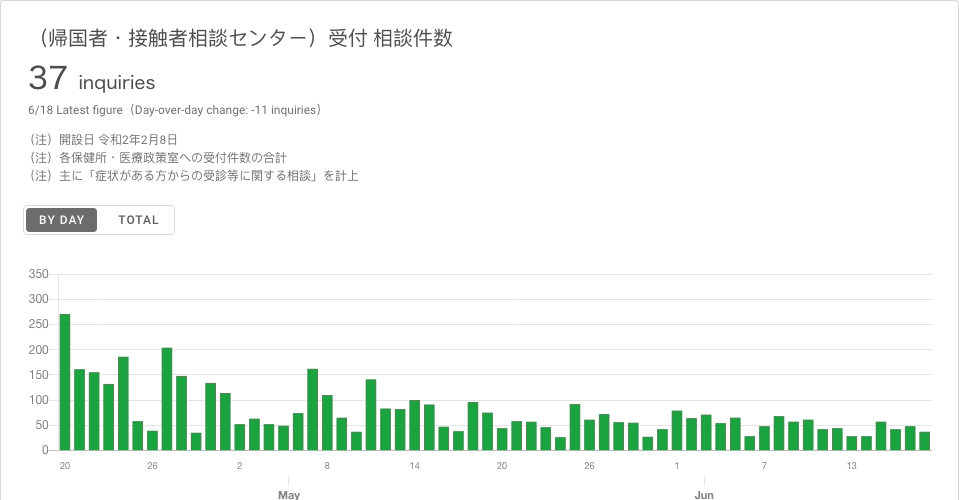 （帰国者・接触者相談センター）受付 相談件数
37 inquiries
6/18 Latest figure（Day-over-day change: -11 inquiries）
（注）開設日 令和2年2月8日
（注）各保健所・医療政策室への受付件数の合計
（注）主に「症状がある方からの受診等に関する相談」を計上
BY DAY TOTAL
350
300
250
200
150
100
50
0
20 26 2 8 14 20 26 1 7 13
May Jun